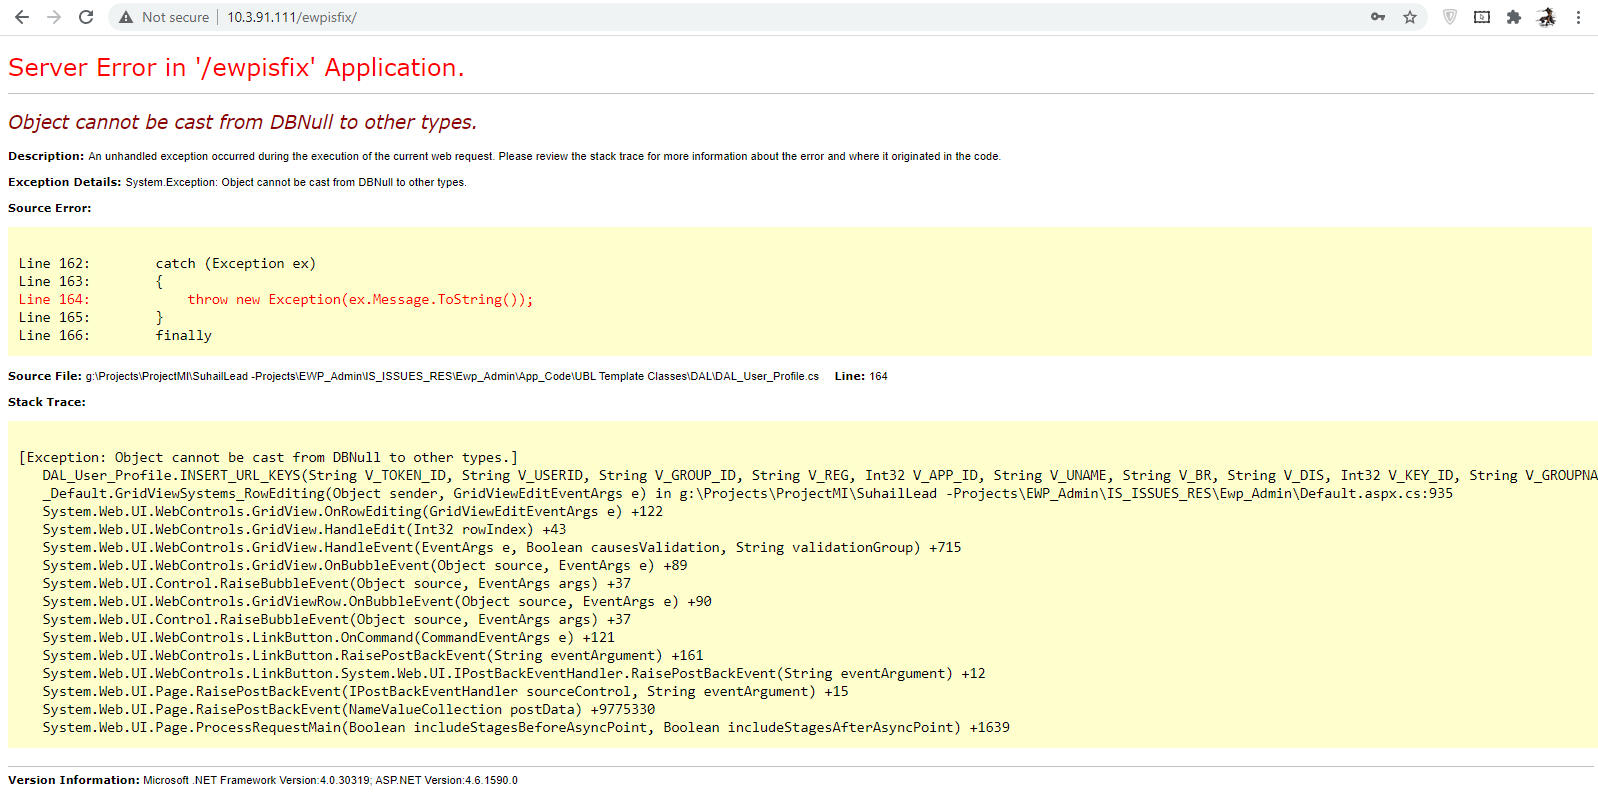 Not secure | 10.3.91.111/ewpisfix/
Server Error in '/ewpisfix' Application.
Object cannot be cast from DBNull to other types.
Description: An unhandled exception occurred during the execution of the current web request. Please review the stack trace for more information about the error and where it originated in the code.
Exception Details: System.Exception: Object cannot be cast from DBNull to other types.
Source Error:
Line 162:        catch (Exception ex)
Line 163:        {
Line 164:            throw new Exception(ex.Message.ToString());
Line 165:        }
Line 166:        finally
Source File: g:\Projects\ProjectMI\SuhailLead -Projects\EWP_Admin\IS_ISSUES_RES\Ewp_Admin\App_Code\UBL Template Classes\DAL\DAL_User_Profile.cs    Line: 164
Stack Trace:
[Exception: Object cannot be cast from DBNull to other types.]
   DAL_User_Profile.INSERT_URL_KEYS(String V_TOKEN_ID, String V_USERID, String V_GROUP_ID, String V_REG, Int32 V_APP_ID, String V_UNAME, String V_BR, String V_DIS, Int32 V_KEY_ID, String V_GROUPNA
   _Default.GridViewSystems_RowEditing(Object sender, GridViewEditEventArgs e) in g:\Projects\ProjectMI\SuhailLead -Projects\EWP_Admin\IS_ISSUES_RES\Ewp_Admin\Default.aspx.cs:935
   System.Web.UI.WebControls.GridView.OnRowEditing(GridViewEditEventArgs e) +122
   System.Web.UI.WebControls.GridView.HandleEdit(Int32 rowIndex) +43
   System.Web.UI.WebControls.GridView.HandleEvent(EventArgs e, Boolean causesValidation, String validationGroup) +715
   System.Web.UI.WebControls.GridView.OnBubbleEvent(Object source, EventArgs e) +89
   System.Web.UI.Control.RaiseBubbleEvent(Object source, EventArgs args) +37
   System.Web.UI.WebControls.GridViewRow.OnBubbleEvent(Object source, EventArgs e) +90
   System.Web.UI.Control.RaiseBubbleEvent(Object source, EventArgs args) +37
   System.Web.UI.WebControls.LinkButton.OnCommand(CommandEventArgs e) +121
   System.Web.UI.WebControls.LinkButton.RaisePostBackEvent(String eventArgument) +161
   System.Web.UI.WebControls.LinkButton.System.Web.UI.IPostBackEventHandler.RaisePostBackEvent(String eventArgument) +12
   System.Web.UI.Page.RaisePostBackEvent(IPostBackEventHandler sourceControl, String eventArgument) +15
   System.Web.UI.Page.RaisePostBackEvent(NameValueCollection postData) +9775330
   System.Web.UI.Page.ProcessRequestMain(Boolean includeStagesBeforeAsyncPoint, Boolean includeStagesAfterAsyncPoint) +1639
Version Information: Microsoft .NET Framework Version:4.0.30319; ASP.NET Version:4.6.1590.0